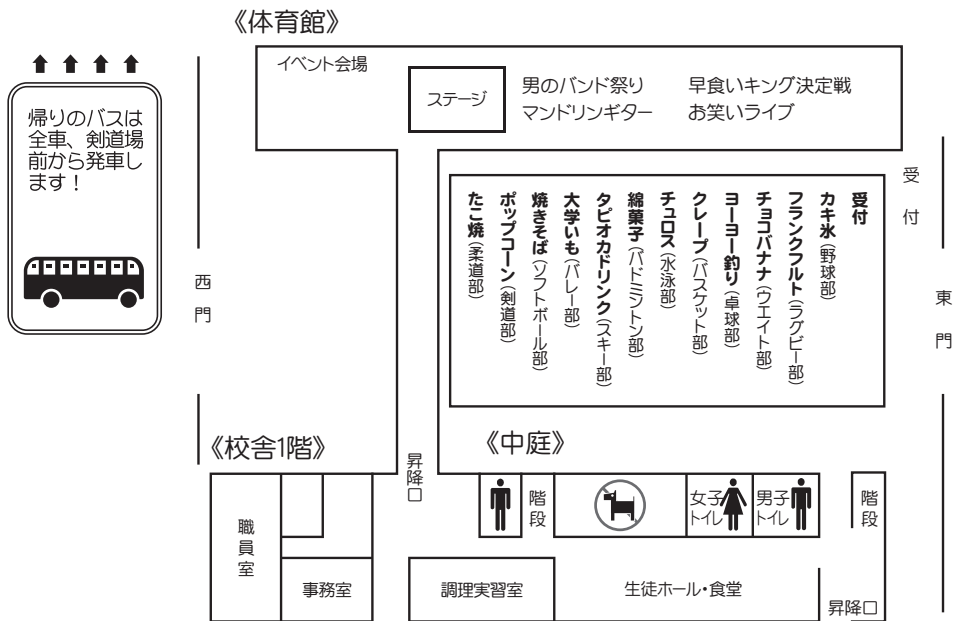 《体育館》
イベント会場
ステージ
男のバンド祭り
早食いキング決定戦
マンドリンギター
お笑いライブ
帰りのバスは
全車、剣道場
前から発車し
ます！
西門
受付
東門
受付
カキ氷(野球部)
フランクフルト(ラグビー部)
チョコバナナ(ウエイト部)
ヨーヨー釣り(卓球部)
クレープ(バスケット部)
チュロス(水泳部)
綿菓子(バドミントン部)
タピオカドリンク(スキー部)
大学いも(バレー部)
焼きそば(ソフトボール部)
ポップコーン(剣道部)
たこ焼(柔道部)
《校舎1階》
《中庭》
昇降口
職員室
事務室
階段
女子
トイレ
男子
トイレ
階段
調理実習室
生徒ホール・食堂
昇降口